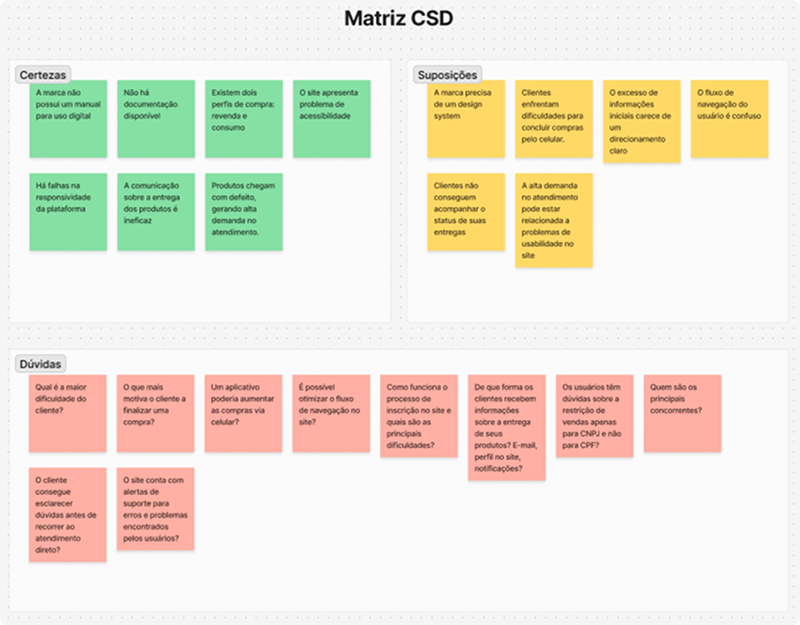 Matriz CSD
Certezas
A marca não
possui um manual
para uso digital
Não há
documentação
disponível
Existem dois
perfis de compra:
revenda e
consumo
O site apresenta
problema de
acessibilidade
Há falhas na
responsividade
da plataforma
A comunicação
sobre a entrega
dos produtos é
ineficaz
Produtos chegam
com defeito,
gerando alta
demanda no
atendimento.
Suposições
A marca precisa
de um design
system
Clientes
enfrentam
dificuldades para
concluir compras
pelo celular.
O excesso de
informações
iniciais carece de
um
direcionamento
claro
O fluxo de
navegação do
usuário é confuso
Clientes não
conseguem
acompanhar o
status de suas
entregas
A alta demanda
no atendimento
pode estar
relacionada a
problemas de
usabilidade no
site
Dúvidas
Qual é a maior
dificuldade do
cliente?
O que mais
motiva o cliente a
finalizar uma
compra?
Um aplicativo
poderia aumentar
as compras via
celular?
É possível
otimizar o fluxo
de navegação no
site?
Como funciona o
processo de
inscrição no site e
quais são as
principais
dificuldades?
De que forma os
clientes recebem
informações
sobre a entrega
de seus
produtos? E-mail,
perfil no site,
notificações?
Os usuários têm
dúvidas sobre a
restrição de
vendas apenas
para CNPJ e não
para CPF?
Quem são os
principais
concorrentes?
O cliente
consegue
esclarecer
dúvidas antes de
recorrer ao
atendimento
direto?
O site conta com
alertas de
suporte para
erros e problemas
encontrados
pelos usuários?